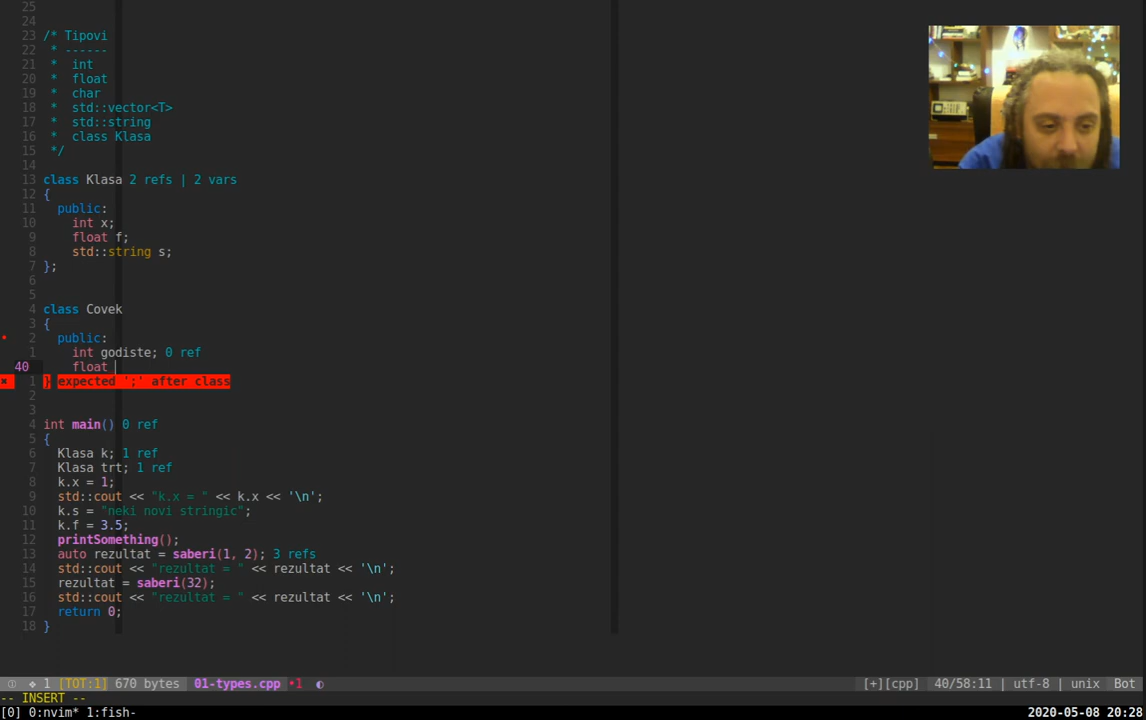 25
24
23 /* Tipovi
22  * ------
21  *  int
20  *  float
19  *  char
18  *  std::vector<T>
17  *  std::string
16  *  class Klasa
15  */
14
13 class Klasa 2 refs | 2 vars
12 {
11   public:
10     int x;
9     float f;
8     std::string s;
7 };
6
5
4 class Covek
3 {
• 2   public:
1     int godiste; 0 ref
40     float
✖ 1 } expected ';' after class
2
3
4 int main() 0 ref
5 {
6   Klasa k; 1 ref
7   Klasa trt; 1 ref
8   k.x = 1;
9   std::cout << "k.x = " << k.x << '\n';
10   k.s = "neki novi stringic";
11   k.f = 3.5;
12   printSomething();
13   auto rezultat = saberi(1, 2); 3 refs
14   std::cout << "rezultat = " << rezultat << '\n';
15   rezultat = saberi(32);
16   std::cout << "rezultat = " << rezultat << '\n';
17   return 0;
18 }
① ❖ 1 [TOT:1] 670 bytes 01-types.cpp •1 ◐ [+][cpp] 40/58:11 | utf-8 | unix Bot
-- INSERT --
[0] 0:nvim* 1:fish- 2020-05-08 20:28